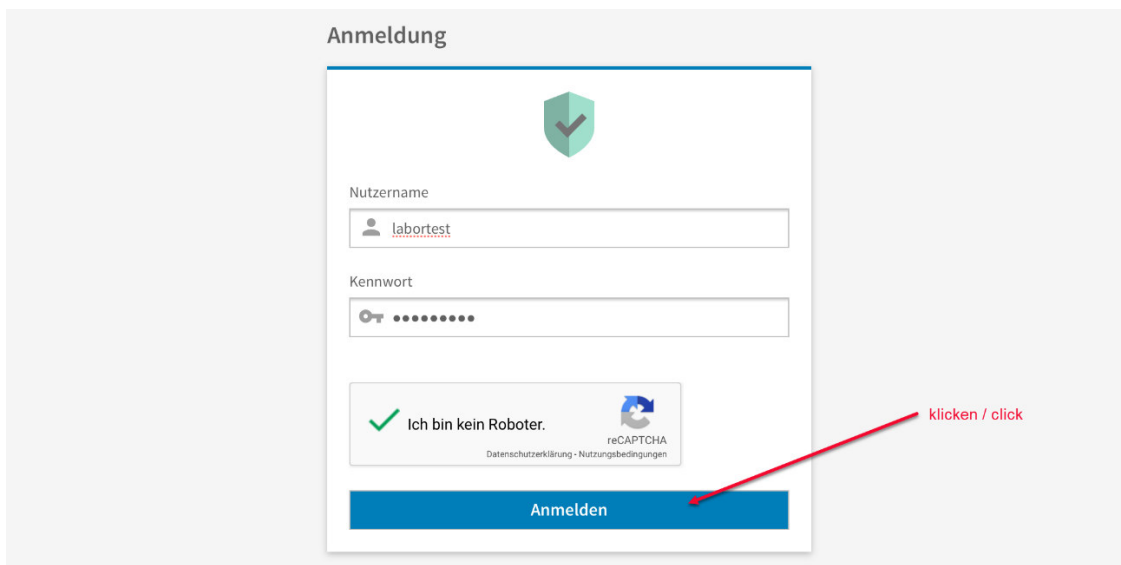 Anmeldung
Nutzername
labortest
Kennwort
•••••••••
Ich bin kein Roboter.
reCAPTCHA
Datenschutzerklärung - Nutzungsbedingungen
klicken / click
Anmelden